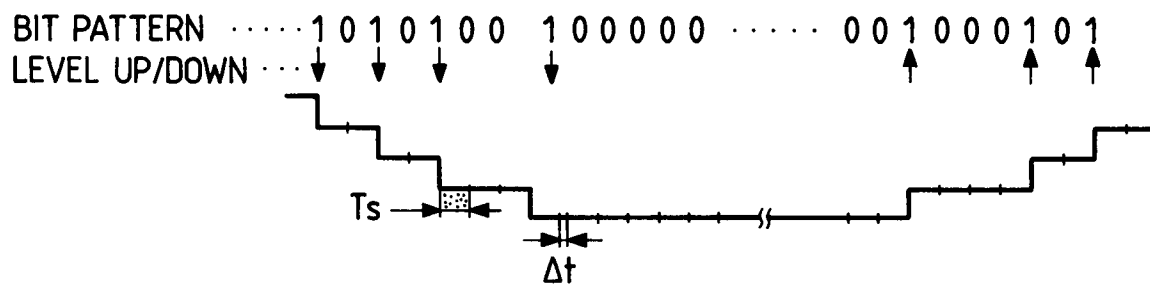 BIT PATTERN ·····1 0 1 0 1 0 0 1 0 0 0 0 0 ····· 0 0 1 0 0 0 1 0 1
LEVEL UP/DOWN ····
Ts
Δt